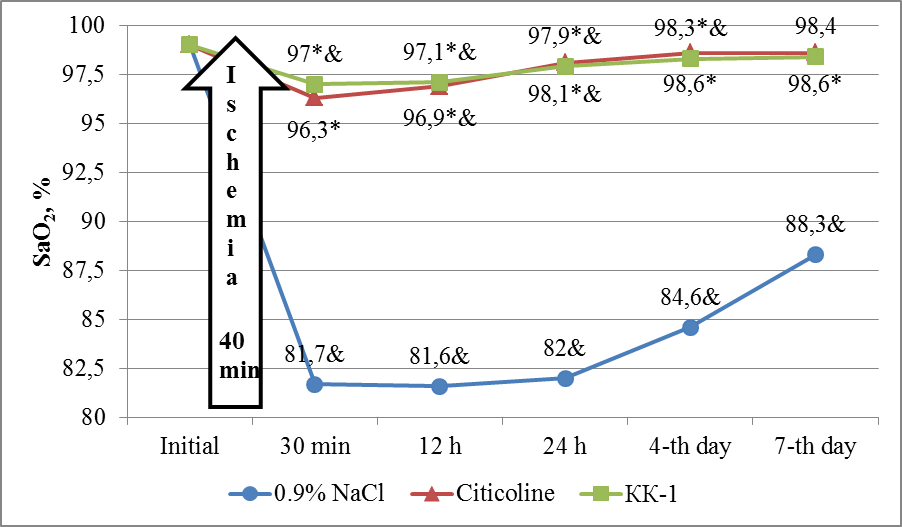 100
97,5
95
92,5
90
87,5
85
82,5
80
SaO₂, %
Ischemia
40
min
97*& 97,1*& 97,9*& 98,3*& 98,4
96,3* 96,9*& 98,1*& 98,6* 98,6*
81,7& 81,6& 82& 84,6& 88,3&
Initial 30 min 12 h 24 h 4-th day 7-th day
0.9% NaCl Citicoline КК-1